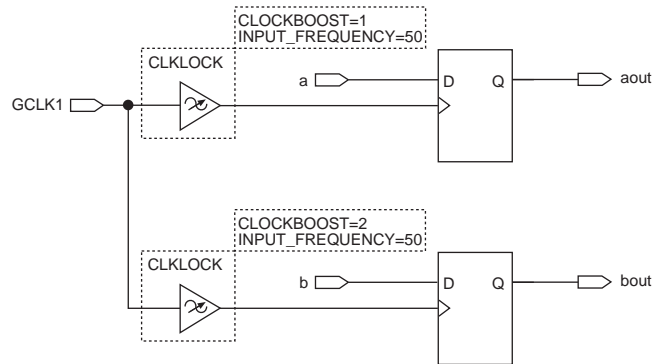 CLOCKBOOST=1
INPUT_FREQUENCY=50
CLKLOCK
a
D
Q
aout
GCLK1
CLOCKBOOST=2
INPUT_FREQUENCY=50
CLKLOCK
b
D
Q
bout